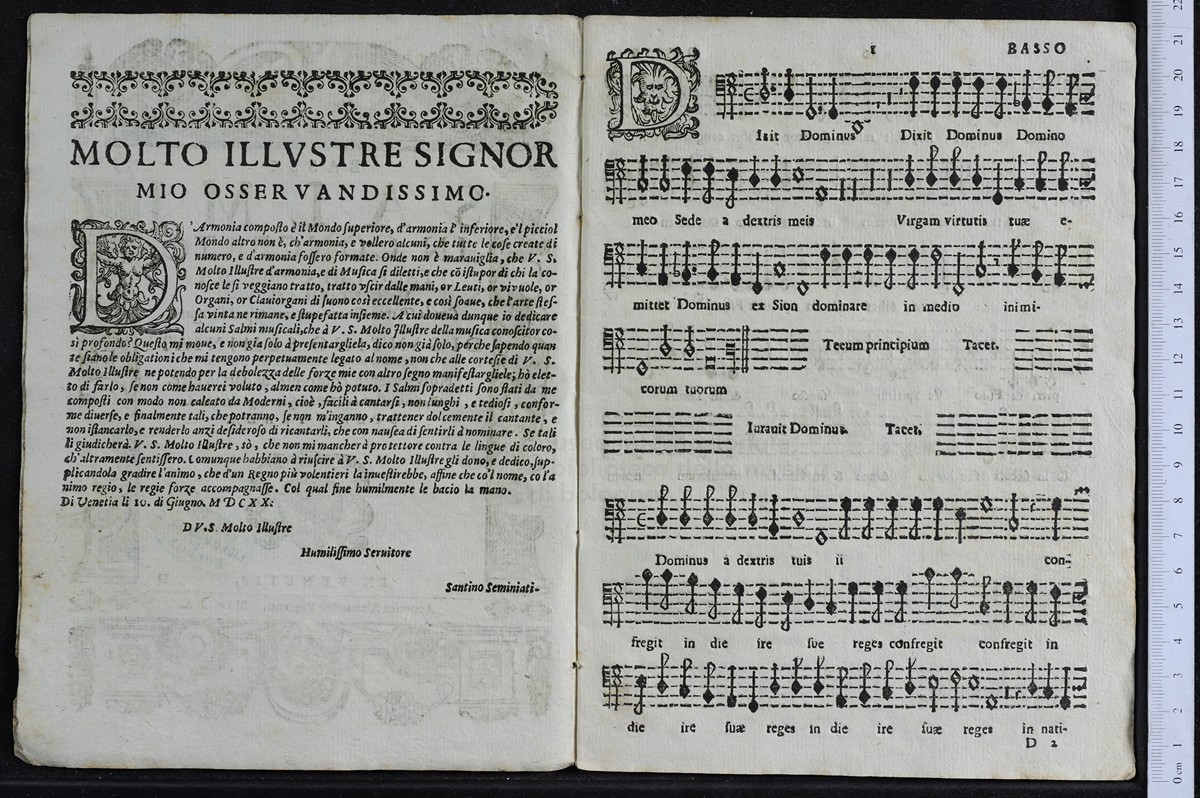 MOLTO ILLVSTRE SIGNOR
MIO OSSERVANDISSIMO.
D'Armonia composto è il Mondo superiore, d'armonia l' inferiore, e'l picciol
Mondo altro non è, ch'armonia, e vollero alcuni, che tutte le cose create di
numero, e d'armonia fossero formate. Onde non è marauiglia, che V. S.
Molto Illustre d'armonia, e di Musica si diletti, e che cō istupor di chi la co-
nosce le si veggiano tratto, tratto vscir dalle mani, or Leuti, or viuuole, or
Organi, or Clauiorgani di suono così eccellente, e così soaue, che l'arte stes-
sa vinta ne rimane, e stupefatta insieme. A cui doueua dunque io dedicare
alcuni Salmi musicali, che à V. S. Molto Illustre della musica conoscitor co-
sì profondo? Questo mi moue, e non già solo à presentargliela, dico non già solo, perche sapendo quan
te siano le obligationi che mi tengono perpetuamente legato al nome, non che alle cortesie di V. S.
Molto Illustre ne potendo per la debolezza delle forze mie con altro segno manifestargliele; hò elet-
to di farlo, se non come hauerei voluto, almen come hò potuto. I Salmi sopradetti sono stati da me
composti con modo non calcato da Moderni, cioè, facili à cantarsi, non lunghi, e tediosi, confor-
me diuerse, e finalmente tali, che potranno, se non m'inganno, trattener dolcemente il cantante, e
non istancarlo, e renderlo anzi desideroso di ricantarli, che con nausea di sentirli à nominare. Se tali
li giudicherà V. S. Molto Illustre, sò, che non mi mancherà protettore contra le lingue di coloro,
ch'altramente sentissero. Comunque habbiano à riuscire à V. S. Molto Illustre gli dono, e dedico, sup-
plicandola gradire l'animo, che d'un Regno più volentieri la inuestirebbe, affine che co'l nome, co l'a
nimo regio, le regie forze accompagnasse. Col qual fine humilmente le bacio la mano.
Di Venetia li 10. di Giugno. M DC XX.
D V. S. Molto Illustre
Humilissimo Seruitore
Santino Seminiati-
1 BASSO
DIxit Dominus Dixit Dominus Domino
meo Sede a dextris meis Virgam virtutis tuæ e-
mittet Dominus ex Sion dominare in medio inimi-
Tecum principium Tacet.
corum tuorum
Iurauit Dominus. Tacet.
Dominus à dextris tuis ii con-
fregit in die ire sue reges confregit confregit in
die ire suæ reges in die ire suæ reges in nati-
D 2